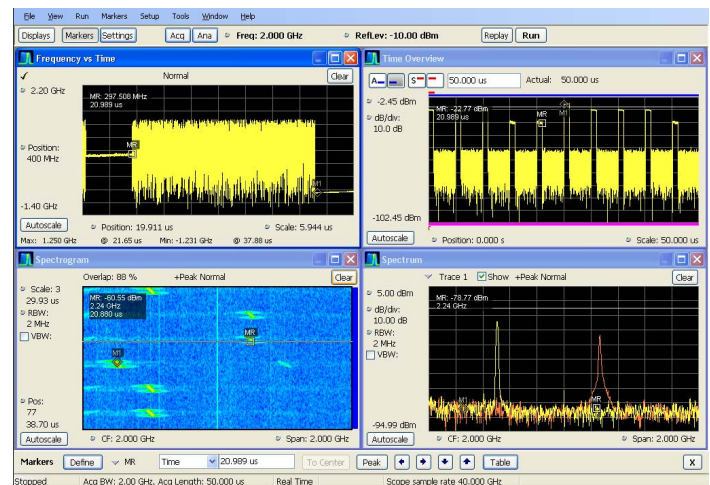 File View Run Markers Setup Tools Window Help
Displays Markers Settings Acq Ana Freq: 2.000 GHz RefLev: -10.00 dBm Replay Run
Frequency vs Time
Normal Clear
2.20 GHz
MR: 297.508 MHz
20.989 us
Position:
400 MHz
MR
M1
-1.40 GHz
Autoscale Position: 19.911 us Scale: 5.944 us
Max: 1.250 GHz @ 21.65 us Min: -1.231 GHz @ 37.88 us
Time Overview
50.000 us Actual: 50.000 us
-2.45 dBm
MR: -22.77 dBm
20.989 us
dB/div:
10.0 dB
MR
M1
-102.45 dBm
Autoscale Position: 0.000 s Scale: 50.000 us
Spectrogram
Overlap: 88 % +Peak Normal Clear
Scale: 3
29.93 us
RBW:
2 MHz
VBW:
MR: -60.55 dBm
2.24 GHz
20.880 us
MR
M1
Pos:
77
38.70 us
Autoscale CF: 2.000 GHz Span: 2.000 GHz
Spectrum
Trace 1 Show +Peak Normal Clear
5.00 dBm
MR: -78.77 dBm
2.24 GHz
dB/div:
10.00 dB
RBW:
2 MHz
VBW:
M1
MR
-94.99 dBm
Autoscale CF: 2.000 GHz Span: 2.000 GHz
Markers Define MR Time 20.989 us To Center Peak Table X
Stopped Acq BW: 2.00 GHz, Acq Length: 50.000 us Real Time Scope sample rate 40.000 GHz